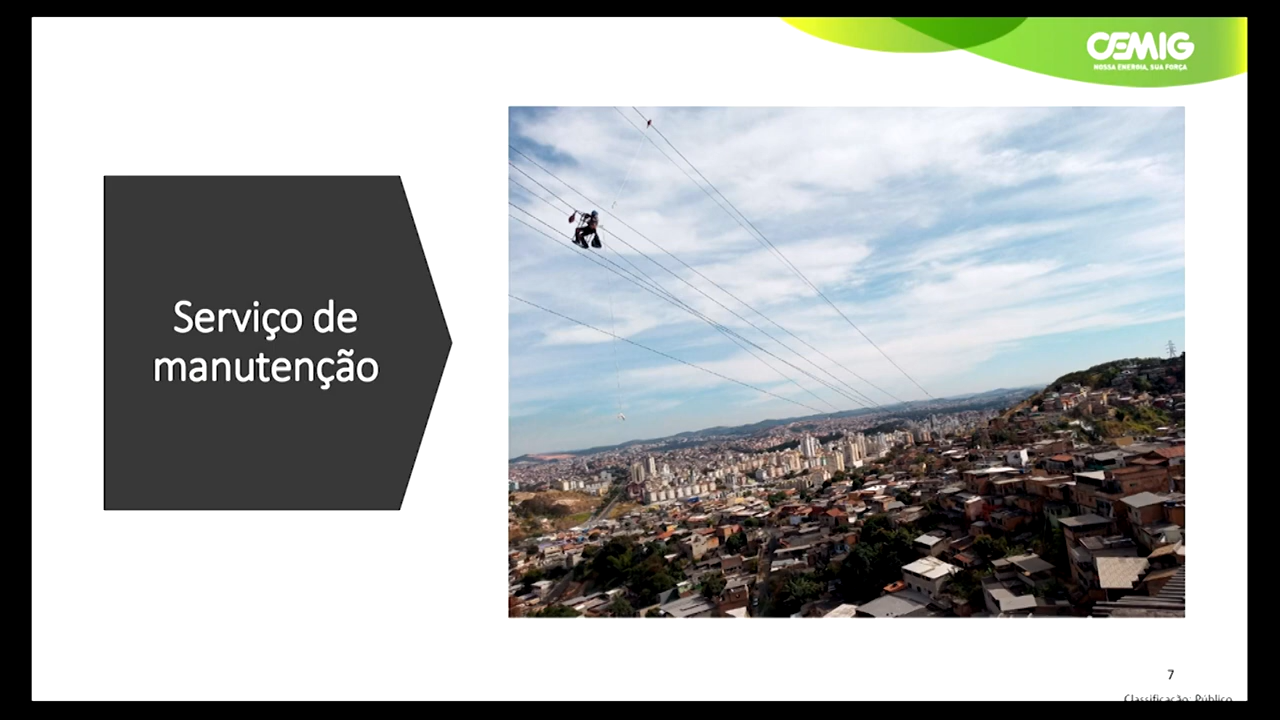 CEMIG
NOSSA ENERGIA, SUA FORÇA
Serviço de
manutenção
7
Classificação: Público